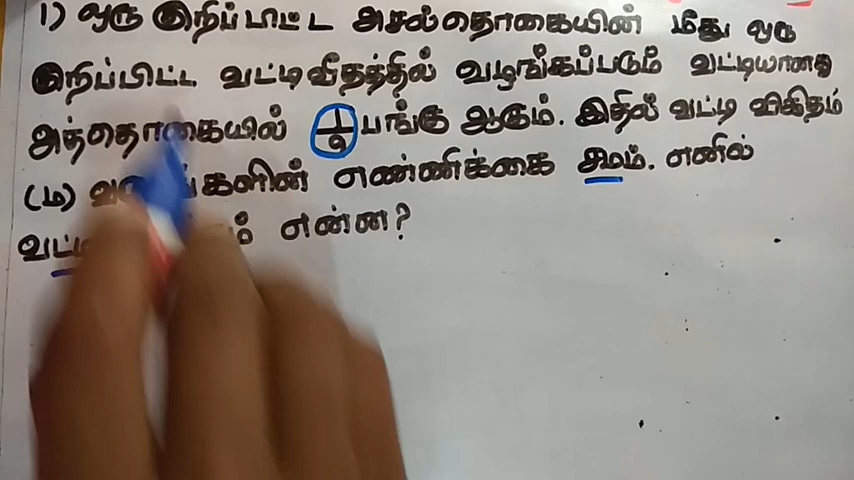 1) ஒரு குறிப்பிட்ட அசல்தொகையின் மீது ஒரு
குறிப்பிட்ட வட்டிவீதத்தில் வழங்கப்படும் வட்டியானது
அத்தொகையில் 1/9 பங்கு ஆகும். இதில் வட்டி விகிதம்
(ம) எண்ணிக்கை சமம். எனில்
என்ன?